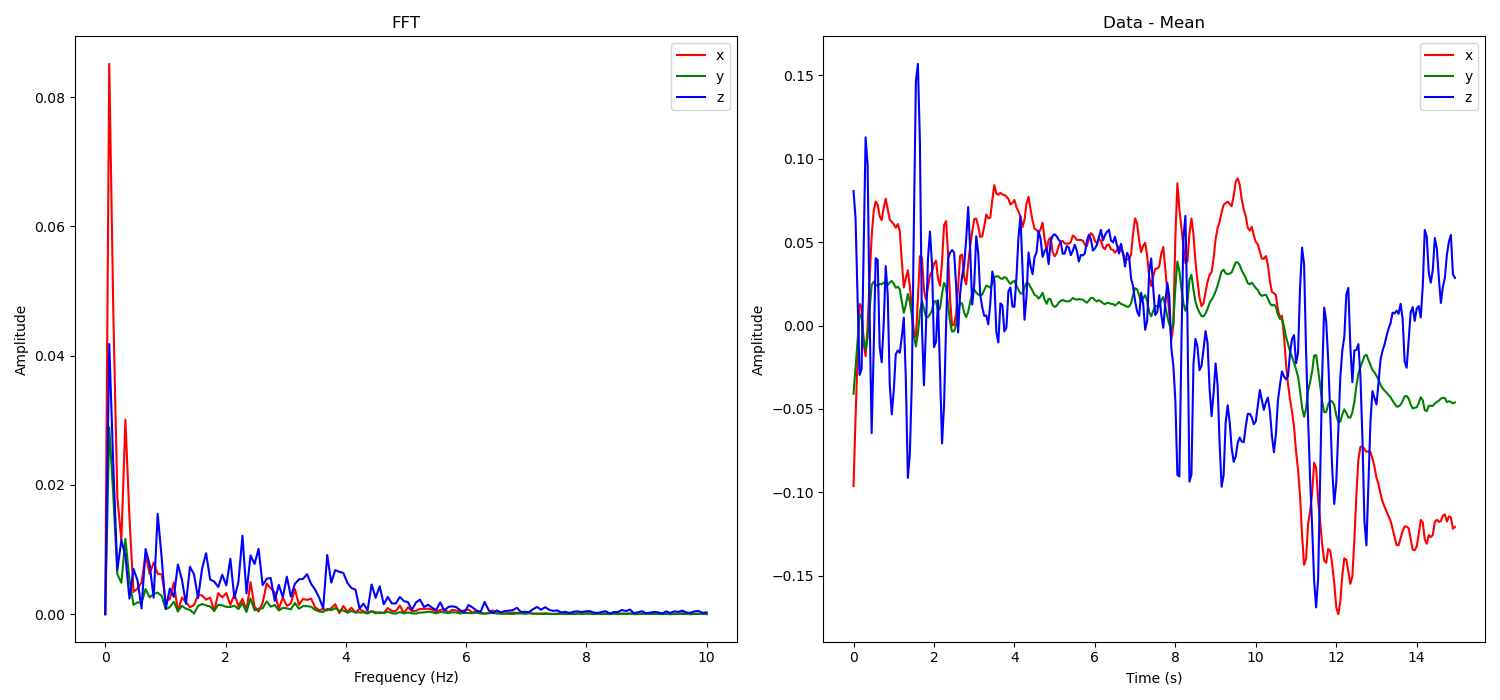 FFT
x
y
z
0.08
0.06
0.04
0.02
0.00
Amplitude
0
2
4
6
8
10
Frequency (Hz)
Data - Mean
x
y
z
0.15
0.10
0.05
0.00
−0.05
−0.10
−0.15
Amplitude
0
2
4
6
8
10
12
14
Time (s)